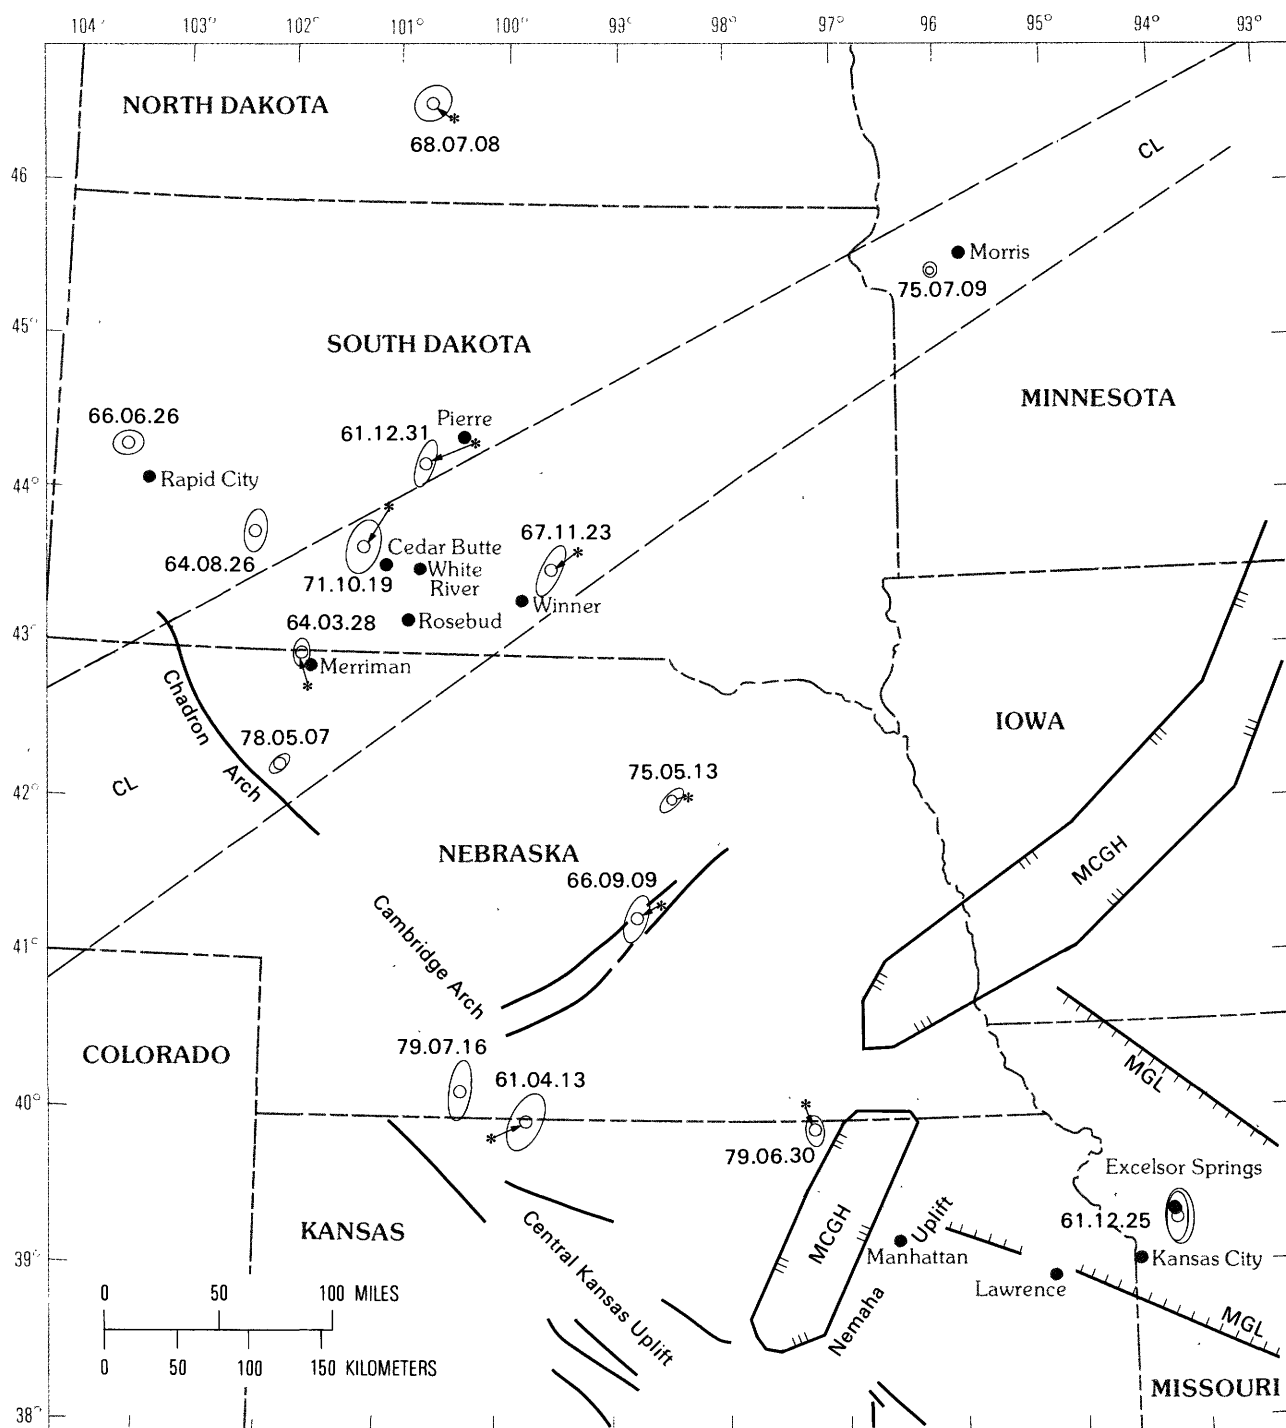 104° 103° 102° 101° 100° 99° 98° 97° 96 95° 94° 93°
NORTH DAKOTA
68.07.08
CL
46
Morris
75.07.09
45°
SOUTH DAKOTA
MINNESOTA
66.06.26
Pierre
61.12.31
Rapid City
44°
67.11.23
Cedar Butte
64.08.26
71.10.19
White
River
Winner
64.03.28
Rosebud
43°
Merriman
Chadron
Arch
IOWA
78.05.07
75.05.13
CL
42°
NEBRASKA
MCGH
66.09.09
Cambridge Arch
41°
79.07.16
COLORADO
MGL
61.04.13
40°
79.06.30
Excelsor Springs
61.12.25
KANSAS
MCGH
Uplift
Manhattan
Kansas City
39°
Central Kansas Uplift
Lawrence
Nemaha
MGL
0 50 100 MILES
0 50 100 150 KILOMETERS
MISSOURI
38°